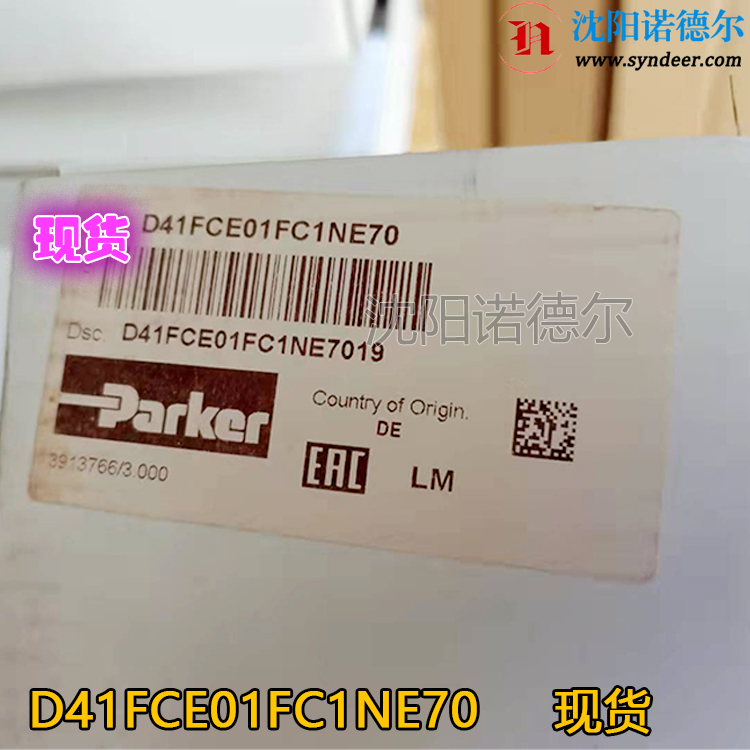 沈阳诺德尔
www.syndeer.com
现货
D41FCE01FC1NE70
沈阳诺德尔
Dsc. D41FCE01FC1NE7019
Parker
Country of Origin.
DE
3913766/3.000
EAC
LM
D41FCE01FC1NE70 现货